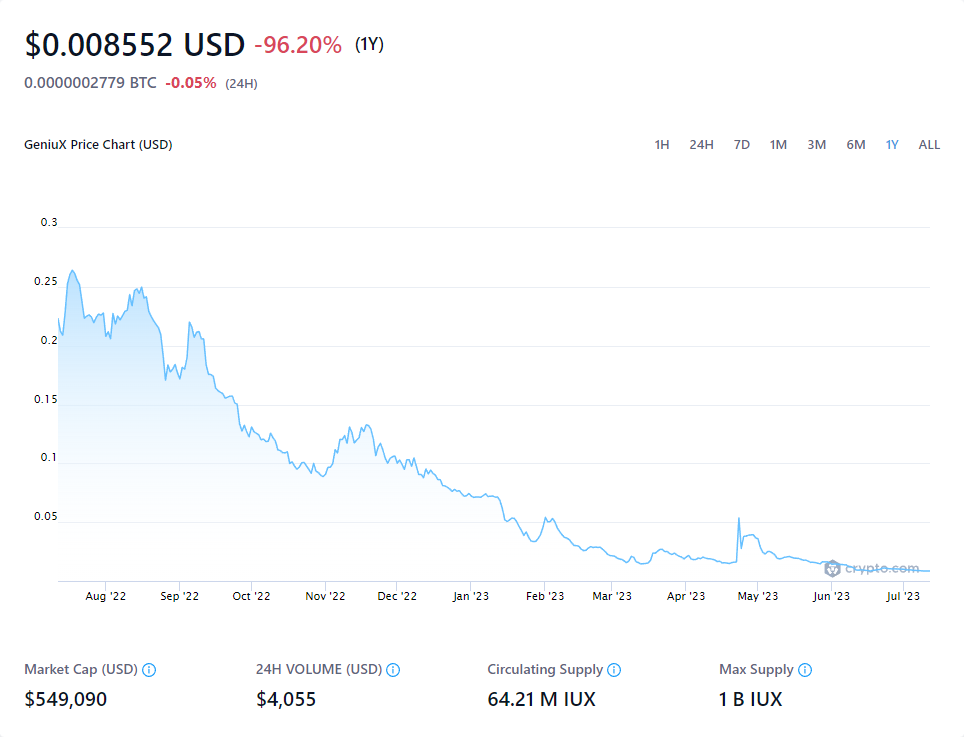 $0.008552 USD -96.20% (1Y)
0.0000002779 BTC -0.05% (24H)
GeniuX Price Chart (USD) 1H 24H 7D 1M 3M 6M 1Y ALL
0.3
0.25
0.2
0.15
0.1
0.05
crypto.com
Aug '22 Sep '22 Oct '22 Nov '22 Dec '22 Jan '23 Feb '23 Mar '23 Apr '23 May '23 Jun '23 Jul '23
Market Cap (USD) 24H VOLUME (USD) Circulating Supply Max Supply
$549,090 $4,055 64.21 M IUX 1 B IUX